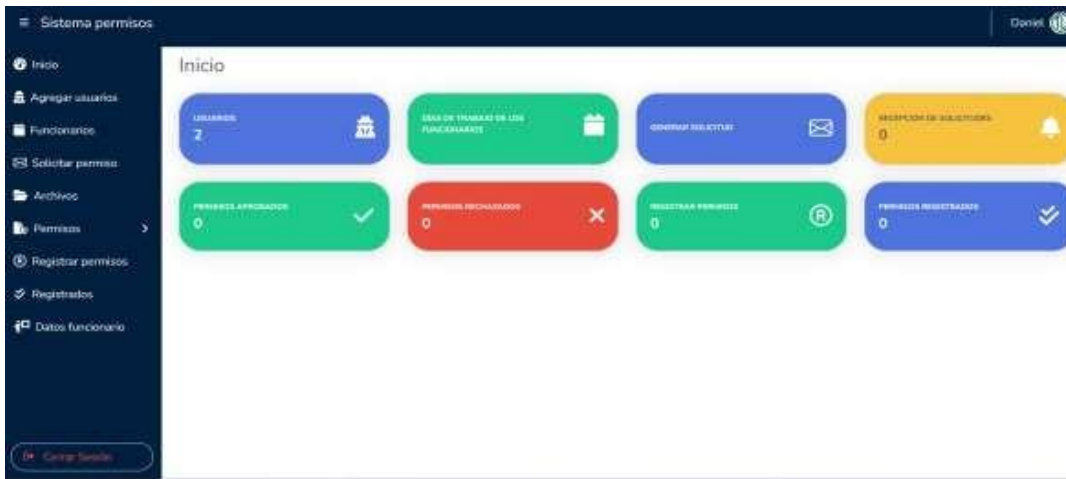 Sistema permisos
Daniel
Inicio
Agregar usuarios
Funcionarios
Solicitar permiso
Archivos
Permisos
Registrar permisos
Registrados
Datos funcionario
Cerrar Sesión
Inicio
USUARIOS
2
DÍAS DE TRABAJO DE LOS
FUNCIONARIOS
GENERAR SOLICITUD
RECEPCIÓN DE SOLICITUDES
0
PERMISOS APROBADOS
0
PERMISOS RECHAZADOS
0
REGISTRAR PERMISOS
0
PERMISOS REGISTRADOS
0